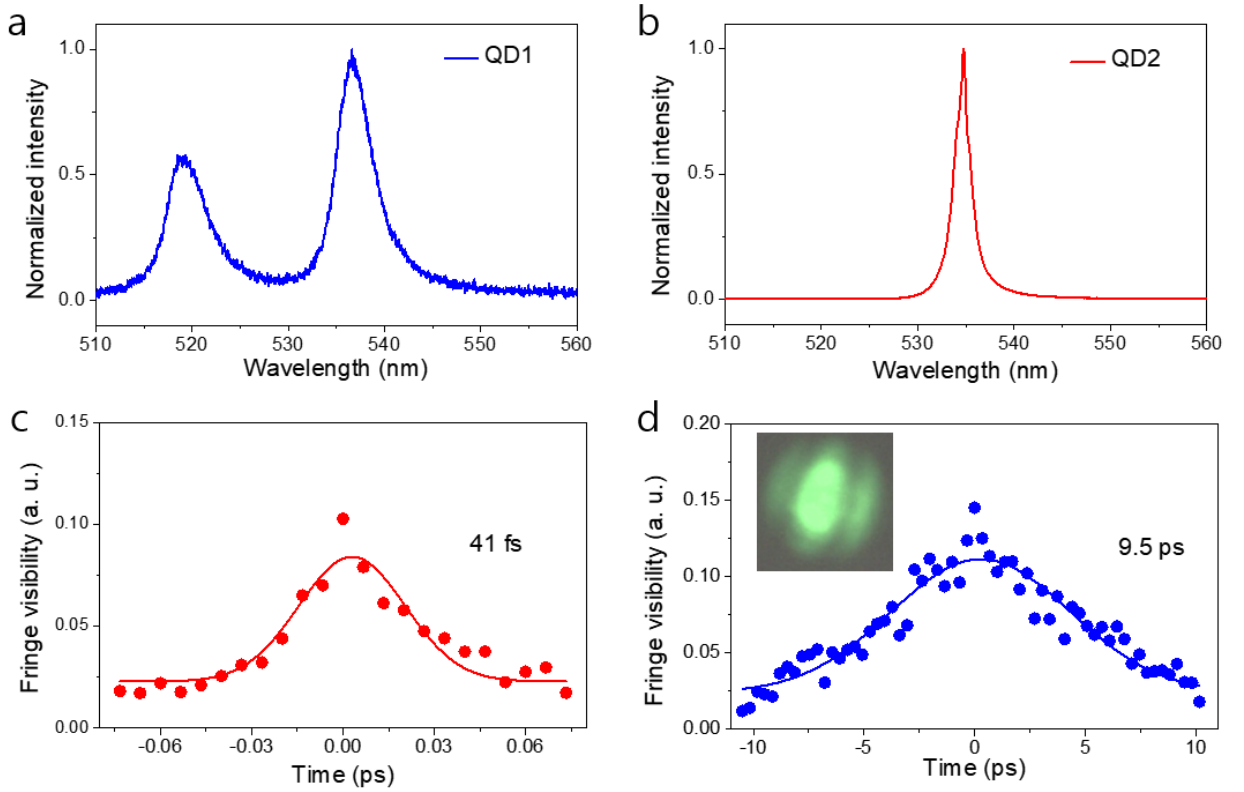 a
QD1
Normalized intensity
1.0
0.5
0.0
510 520 530 540 550 560
Wavelength (nm)
b
QD2
Normalized intensity
1.0
0.5
0.0
510 520 530 540 550 560
Wavelength (nm)
c
41 fs
Fringe visibility (a. u.)
0.15
0.10
0.05
0.00
-0.06 -0.03 0.00 0.03 0.06
Time (ps)
d
9.5 ps
Fringe visibility (a. u.)
0.20
0.15
0.10
0.05
0.00
-10 -5 0 5 10
Time (ps)